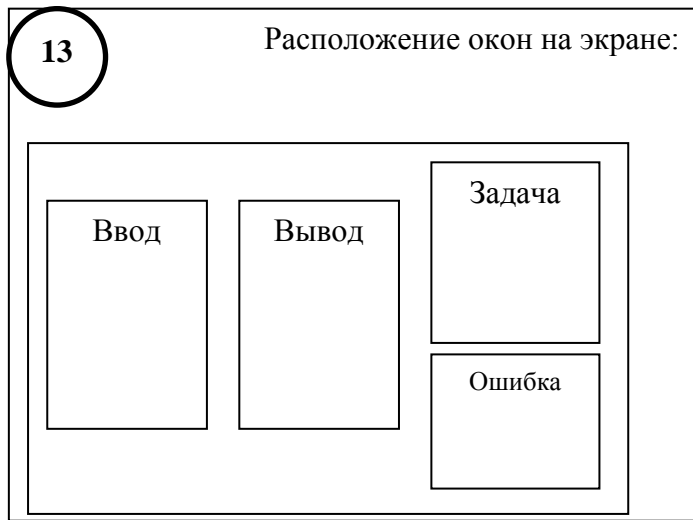 13
Расположение окон на экране:
Ввод
Вывод
Задача
Ошибка